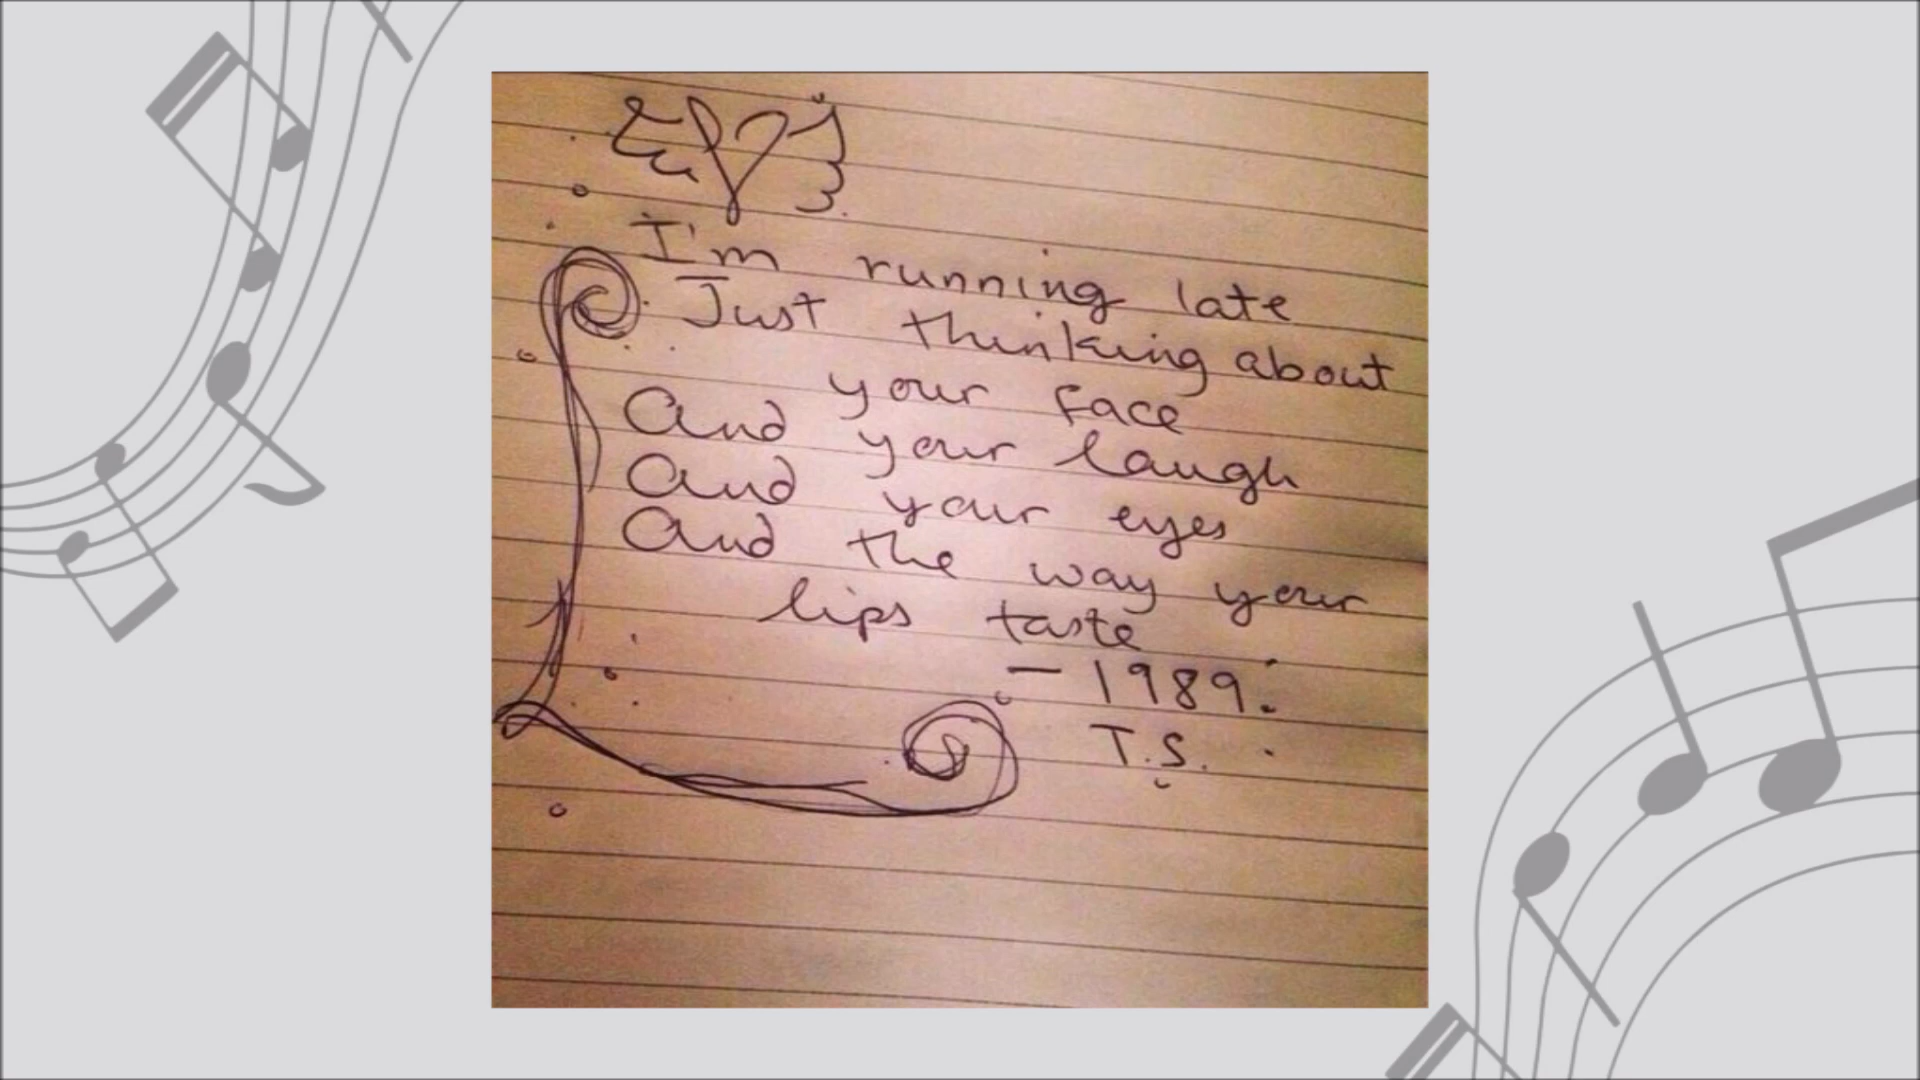 I'm running late
Just thinking about
your face
And your laugh
And your eyes
And the way your
lips taste
- 1989.
T.S.